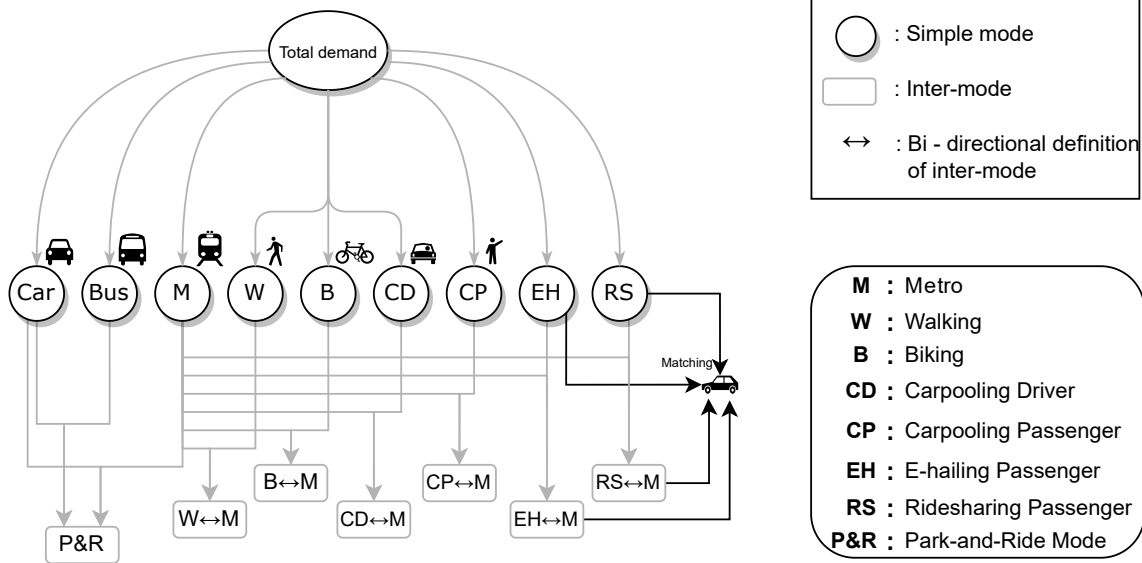 Total demand
Car
Bus
M
W
B
CD
CP
EH
RS
Matching
B↔M
CP↔M
RS↔M
W↔M
CD↔M
EH↔M
P&R
: Simple mode
: Inter-mode
↔ : Bi - directional definition
of inter-mode
M : Metro
W : Walking
B : Biking
CD : Carpooling Driver
CP : Carpooling Passenger
EH : E-hailing Passenger
RS : Ridesharing Passenger
P&R : Park-and-Ride Mode